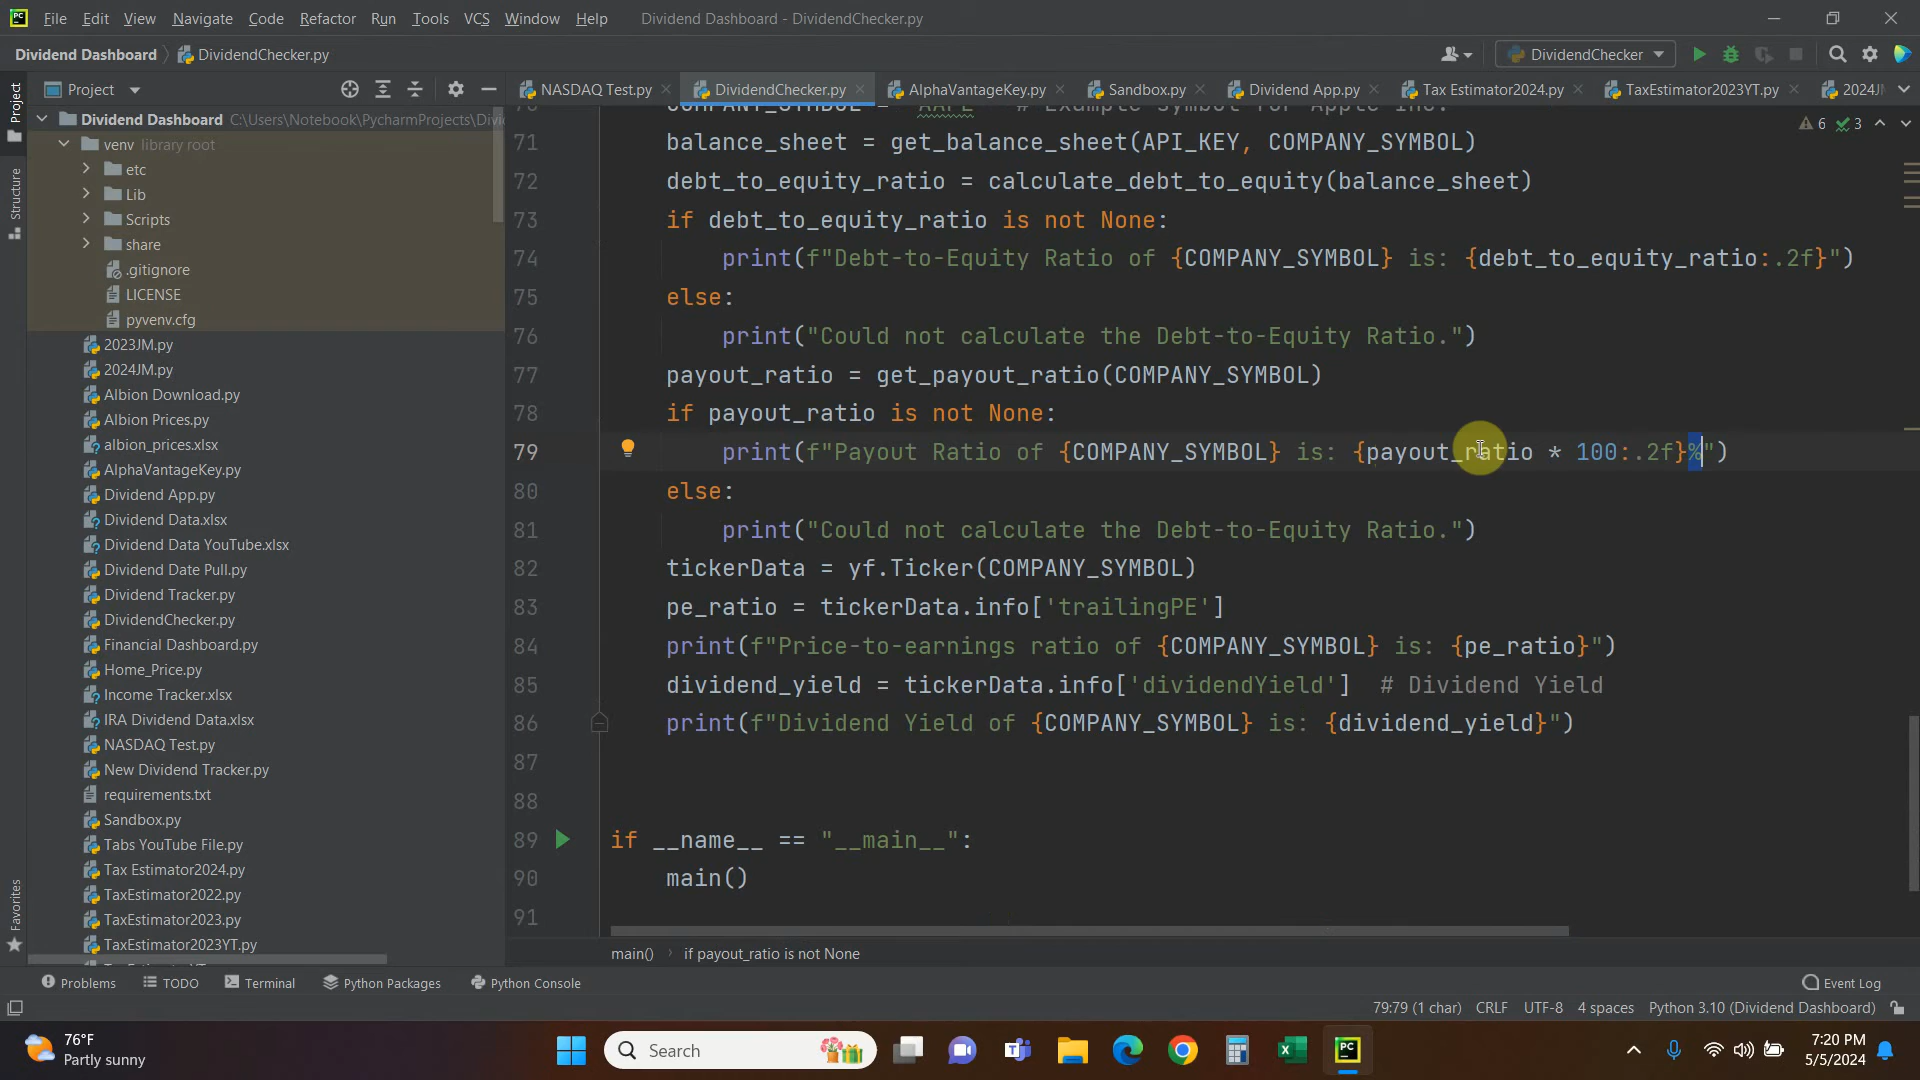 File Edit View Navigate Code Refactor Run Tools VCS Window Help Dividend Dashboard - DividendChecker.py
Dividend Dashboard DividendChecker.py DividendChecker
Project NASDAQ Test.py DividendChecker.py AlphaVantageKey.py Sandbox.py Dividend App.py Tax Estimator2024.py TaxEstimator2023YT.py 2024J
Project
Structure
Favorites
Dividend Dashboard C:\Users\Notebook\PycharmProjects\Divi
venv library root
etc
Lib
Scripts
share
.gitignore
LICENSE
pyvenv.cfg
2023JM.py
2024JM.py
Albion Download.py
Albion Prices.py
albion_prices.xlsx
AlphaVantageKey.py
Dividend App.py
Dividend Data.xlsx
Dividend Data YouTube.xlsx
Dividend Date Pull.py
Dividend Tracker.py
DividendChecker.py
Financial Dashboard.py
Home_Price.py
Income Tracker.xlsx
IRA Dividend Data.xlsx
NASDAQ Test.py
New Dividend Tracker.py
requirements.txt
Sandbox.py
Tabs YouTube File.py
Tax Estimator2024.py
TaxEstimator2022.py
TaxEstimator2023.py
TaxEstimator2023YT.py
6 3
70 COMPANY_SYMBOL = "AAPL" # Example symbol for Apple Inc.
71 balance_sheet = get_balance_sheet(API_KEY, COMPANY_SYMBOL)
72 debt_to_equity_ratio = calculate_debt_to_equity(balance_sheet)
73 if debt_to_equity_ratio is not None:
74 print(f"Debt-to-Equity Ratio of {COMPANY_SYMBOL} is: {debt_to_equity_ratio:.2f}")
75 else:
76 print("Could not calculate the Debt-to-Equity Ratio.")
77 payout_ratio = get_payout_ratio(COMPANY_SYMBOL)
78 if payout_ratio is not None:
79 print(f"Payout Ratio of {COMPANY_SYMBOL} is: {payout_ratio * 100:.2f}%")
80 else:
81 print("Could not calculate the Debt-to-Equity Ratio.")
82 tickerData = yf.Ticker(COMPANY_SYMBOL)
83 pe_ratio = tickerData.info['trailingPE']
84 print(f"Price-to-earnings ratio of {COMPANY_SYMBOL} is: {pe_ratio}")
85 dividend_yield = tickerData.info['dividendYield'] # Dividend Yield
86 print(f"Dividend Yield of {COMPANY_SYMBOL} is: {dividend_yield}")
87
88
89 if __name__ == "__main__":
90 main()
91
main() if payout_ratio is not None
Problems TODO Terminal Python Packages Python Console Event Log
79:79 (1 char) CRLF UTF-8 4 spaces Python 3.10 (Dividend Dashboard)
76°F
Partly sunny
Search
7:20 PM
5/5/2024